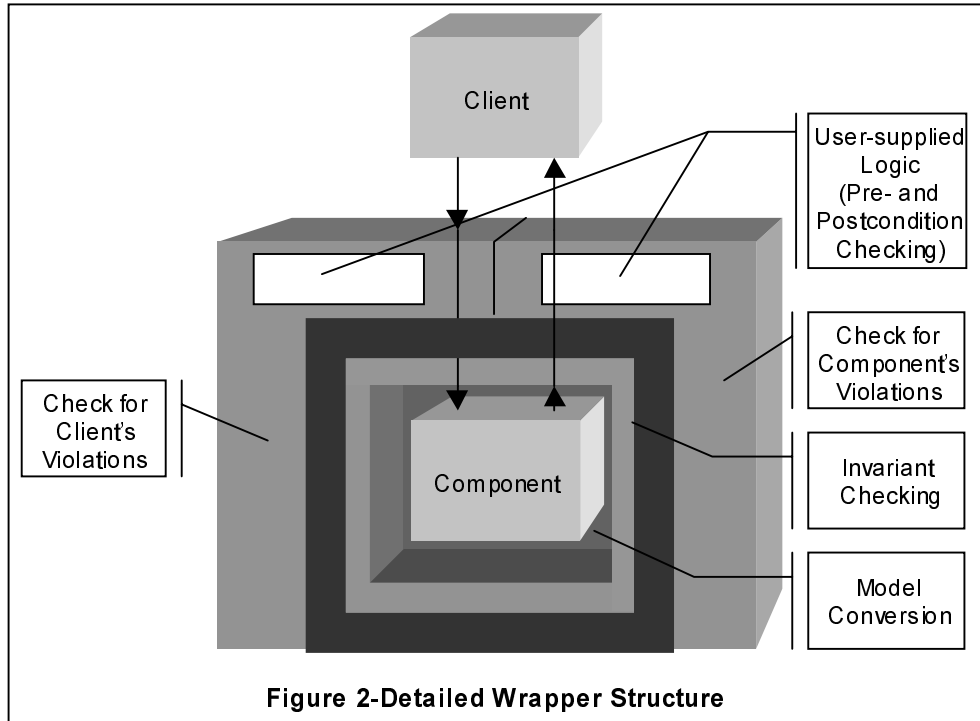 Client
User-supplied
Logic
(Pre- and
Postcondition
Checking)
Check for
Component's
Violations
Check for
Client's
Violations
Component
Invariant
Checking
Model
Conversion
Figure 2-Detailed Wrapper Structure